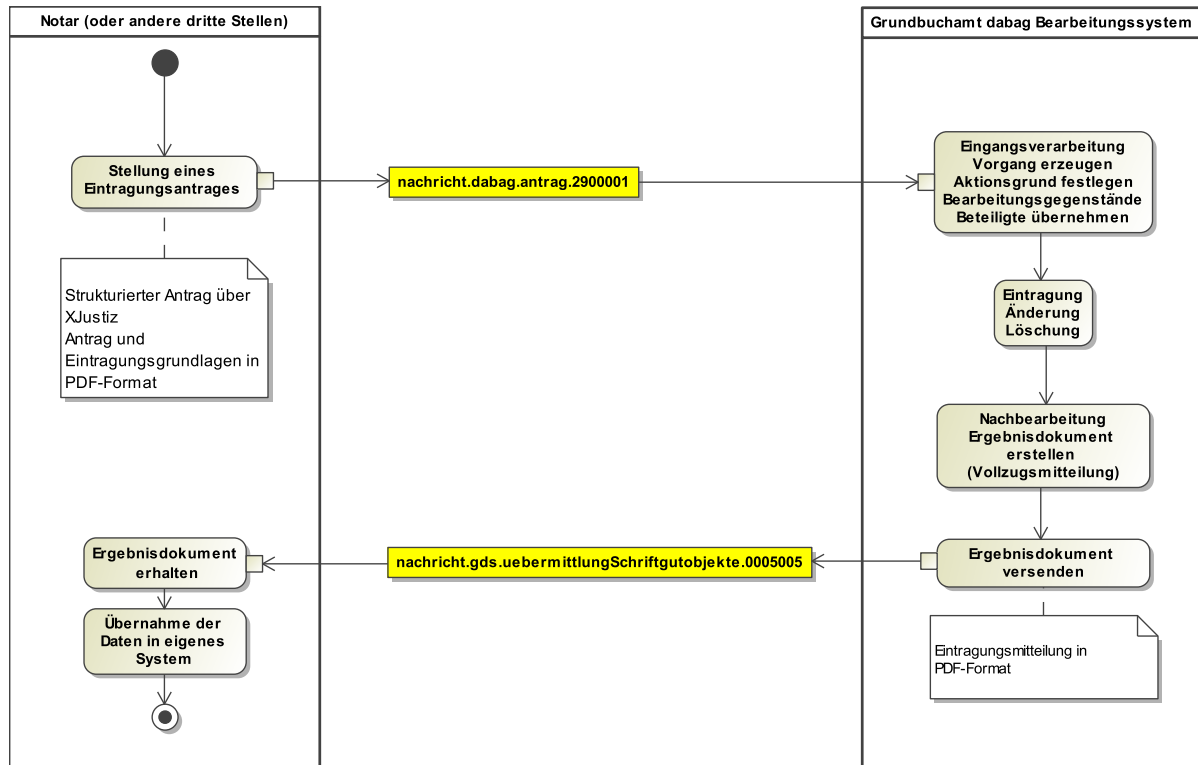 Notar (oder andere dritte Stellen)
Grundbuchamt dabag Bearbeitungssystem
Stellung eines
Eintragungsantrages
nachricht.dabag.antrag.2900001
Eingangsverarbeitung
Vorgang erzeugen
Aktionsgrund festlegen
Bearbeitungsgegenstände
Beteiligte übernehmen
Strukturierter Antrag über
XJustiz
Antrag und
Eintragungsgrundlagen in
PDF-Format
Eintragung
Änderung
Löschung
Nachbearbeitung
Ergebnisdokument
erstellen
(Vollzugsmitteilung)
Ergebnisdokument
versenden
nachricht.gds.uebermittlungSchriftgutobjekte.0005005
Ergebnisdokument
erhalten
Übernahme der
Daten in eigenes
System
Eintragungsmitteilung in
PDF-Format